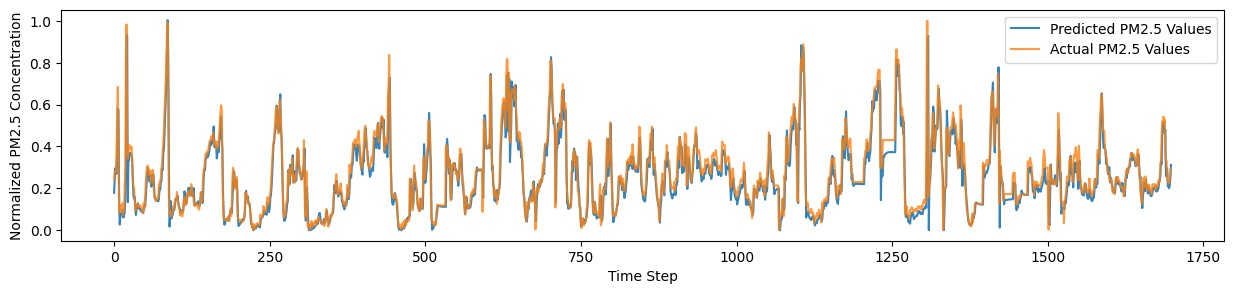 Normalized PM2.5 Concentration
1.0
0.8
0.6
0.4
0.2
0.0
Predicted PM2.5 Values
Actual PM2.5 Values
0 250 500 750 1000 1250 1500 1750
Time Step